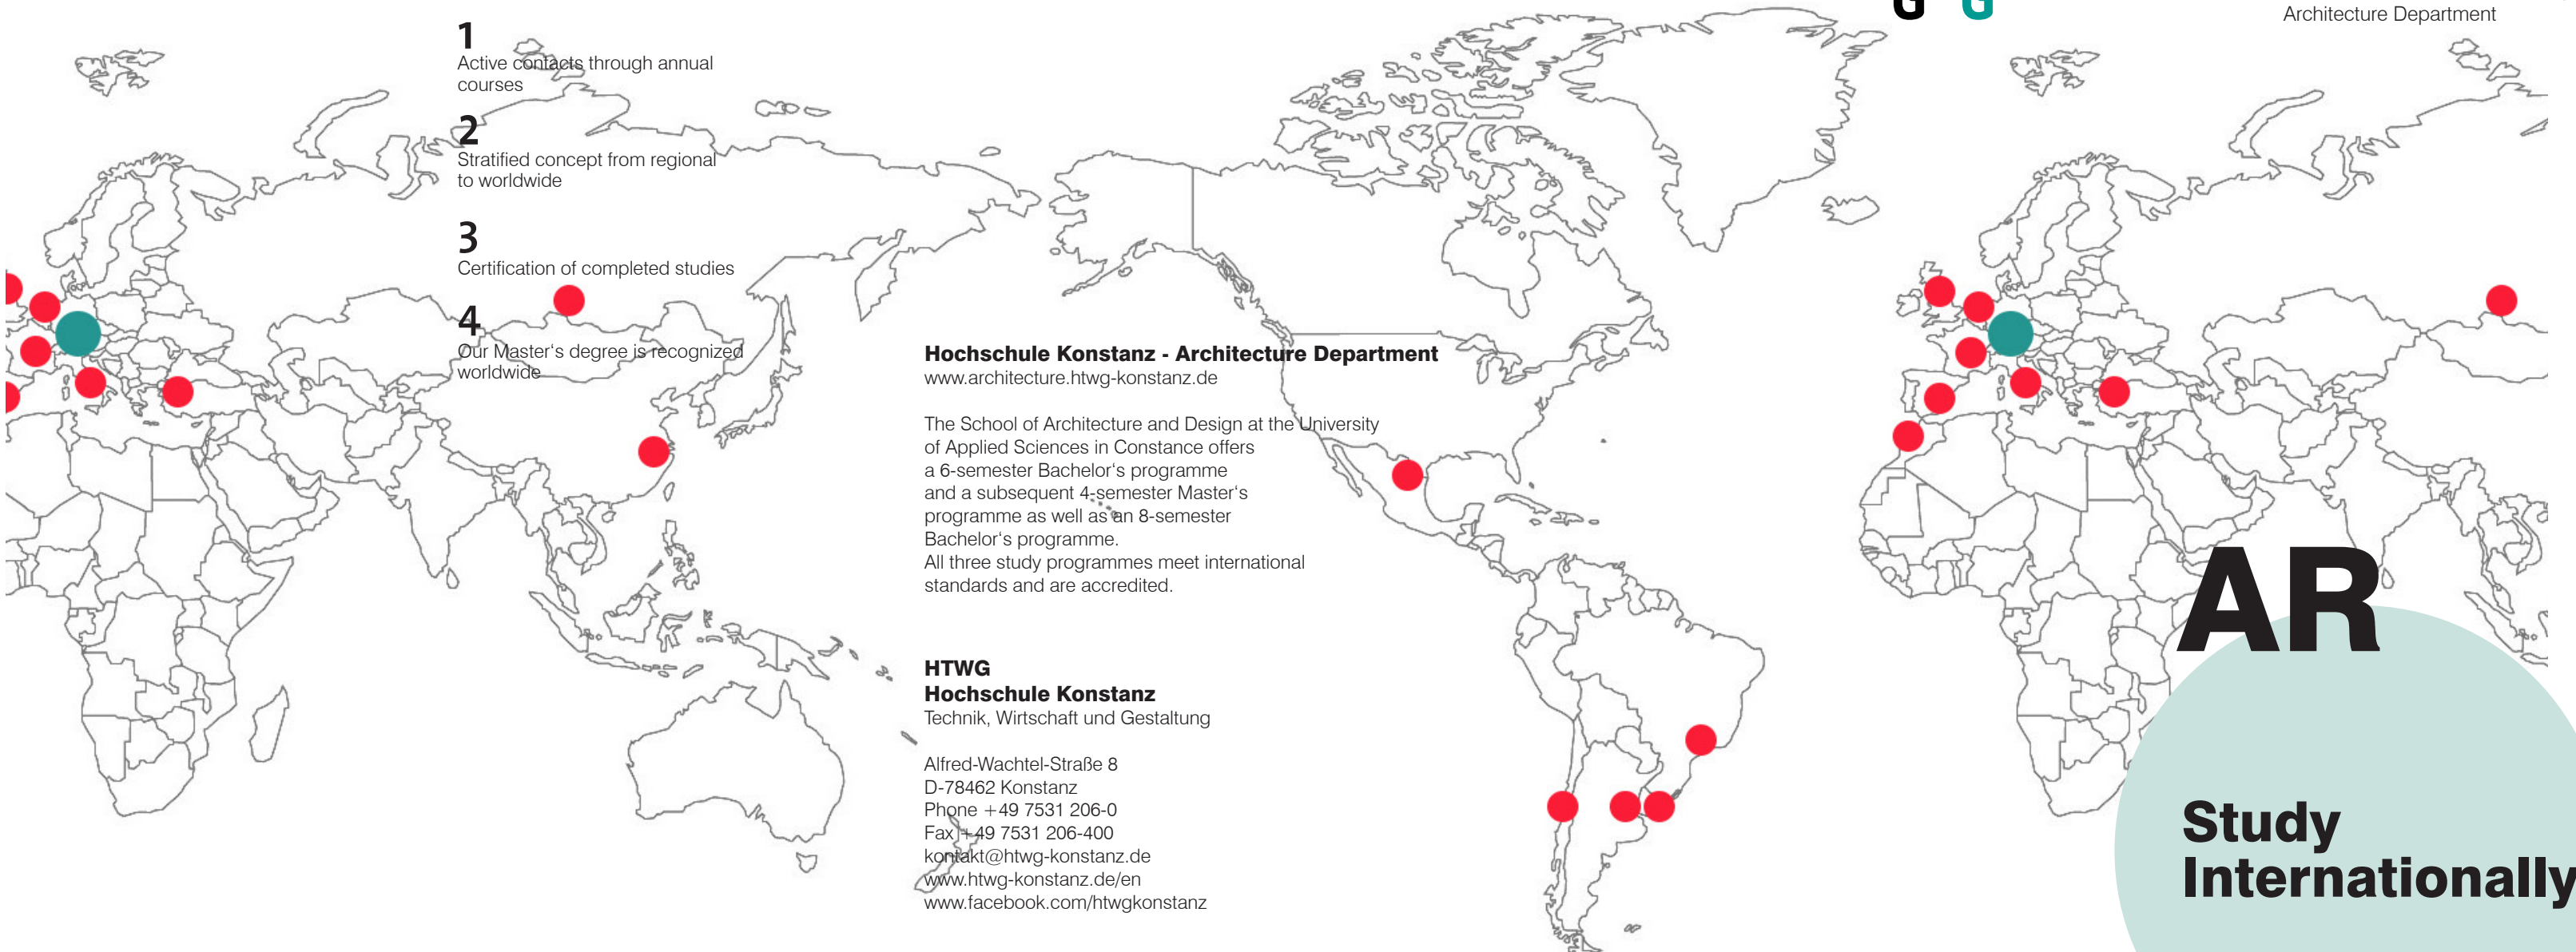 1
Active contacts through annual
courses
2
Stratified concept from regional
to worldwide
3
Certification of completed studies
4
Our Master‘s degree is recognized
worldwide
Hochschule Konstanz - Architecture Department
www.architecture.htwg-konstanz.de
The School of Architecture and Design at the University
of Applied Sciences in Constance offers
a 6-semester Bachelor‘s programme
and a subsequent 4-semester Master‘s
programme as well as an 8-semester
Bachelor‘s programme.
All three study programmes meet international
standards and are accredited.
HTWG
Hochschule Konstanz
Technik, Wirtschaft und Gestaltung
Alfred-Wachtel-Straße 8
D-78462 Konstanz
Phone +49 7531 206-0
Fax +49 7531 206-400
kontakt@htwg-konstanz.de
www.htwg-konstanz.de/en
www.facebook.com/htwgkonstanz
G G
Architecture Department
AR
Study
Internationally